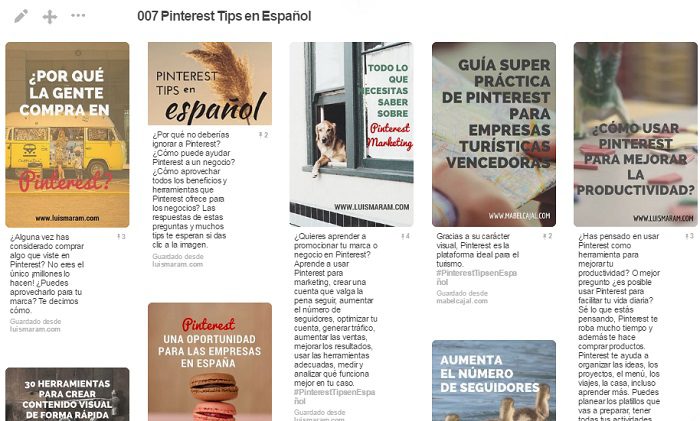 007 Pinterest Tips en Español
¿POR QUÉ
LA GENTE
COMPRA EN
Pinterest?
WWW.LUISMARAM.COM
3
¿Alguna vez has
considerado comprar
algo que viste en
Pinterest? No eres el
único ¡millones lo
hacen! ¿Puedes
aprovecharlo para tu
marca? Te decimos
cómo.
Guardado desde
luismaram.com
30 HERRAMIENTAS
PARA CREAR
CONTENIDO VISUAL
DE FORMA RÁPIDA
PINTEREST
TIPS en
español
2
¿Por qué no deberías
ignorar a Pinterest?
¿Cómo puede ayudar
Pinterest a un negocio?
¿Cómo aprovechar
todos los beneficios y
herramientas que
Pinterest ofrece para
los negocios? Las
respuestas de estas
preguntas y muchos
tips te esperan si das
clic a la imagen.
Guardado desde
luismaram.com
Pinterest
UNA OPORTUNIDAD
PARA LAS EMPRESAS
EN ESPAÑA
TODO LO
QUE
NECESITAS
SABER
SOBRE
Pinterest
Marketing
WWW.LUISMARAM.COM
4
¿Quieres aprender a
promocionar tu marca o
negocio en Pinterest?
Aprende a usar
Pinterest para
marketing, crear una
cuenta que valga la
pena seguir, aumentar
el número de
seguidores, optimizar tu
cuenta, generar tráfico,
aumentar las ventas,
mejorar los resultados,
usar las herramientas
adecuadas, medir y
analizar qué funciona
mejor en tu caso.
#PinterestTipsenEspa
ñol
Guardado desde
luismaram.com
GUÍA SUPER
PRÁCTICA
DE PINTEREST
PARA
EMPRESAS
TURÍSTICAS
VENCEDORAS
WWW.MABELCAJAL.COM
2
Gracias a su carácter
visual, Pinterest es la
plataforma ideal para el
turismo.
#PinterestTipsenEspa
ñol
Guardado desde
mabelcajal.com
AUMENTA
EL NÚMERO
DE SEGUIDORES
¿CÓMO USAR
PINTEREST
PARA MEJORAR
LA
PRODUCTIVIDAD?
WWW.LUISMARAM.COM
3
¿Has pensado en usar
Pinterest como
herramienta para
mejorar tu
productividad? O mejor
pregunto ¿es posible
usar Pinterest para
facilitar tu vida diaria?
Sé lo que estás
pensando, Pinterest te
roba mucho tiempo y
además te hace
comprar productos.
Pinterest te ayuda a
organizar las ideas, los
proyectos, el menú, los
viajes, la casa, incluso
aprender más. Puedes
planear los platillos que
vas a preparar, tener
todas tus actividades